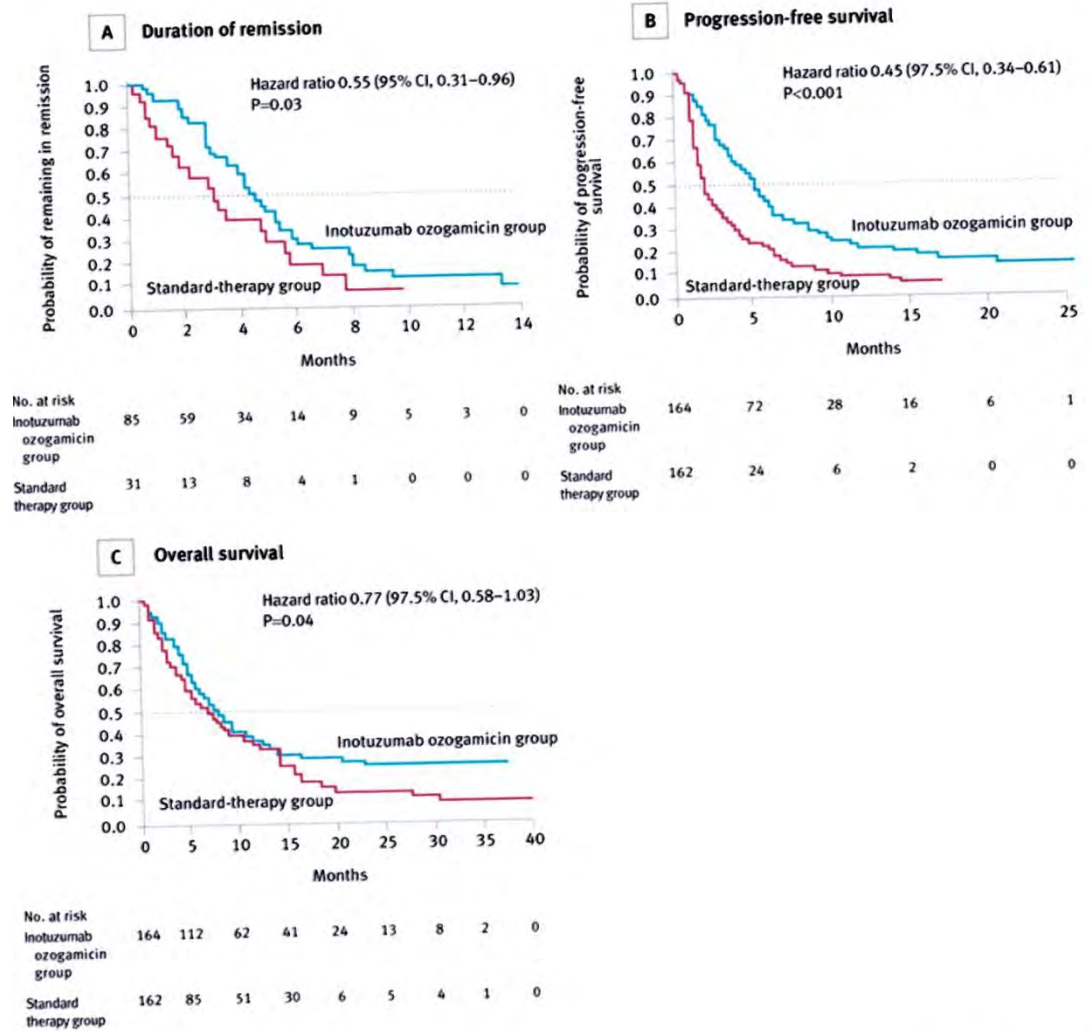 A Duration of remission
Hazard ratio 0.55 (95% CI, 0.31–0.96)
P=0.03
Probability of remaining in remission
1.0
0.9
0.8
0.7
0.6
0.5
0.4
0.3
0.2
0.1
0.0
Inotuzumab ozogamicin group
Standard-therapy group
0 2 4 6 8 10 12 14
Months
No. at risk
Inotuzumab ozogamicin group 85 59 34 14 9 5 3 0
Standard therapy group 31 13 8 4 1 0 0 0
B Progression-free survival
Hazard ratio 0.45 (97.5% CI, 0.34–0.61)
P<0.001
Probability of progression-free survival
1.0
0.9
0.8
0.7
0.6
0.5
0.4
0.3
0.2
0.1
0.0
Inotuzumab ozogamicin group
Standard-therapy group
0 5 10 15 20 25
Months
No. at risk
Inotuzumab ozogamicin group 164 72 28 16 6 1
Standard therapy group 162 24 6 2 0 0
C Overall survival
Hazard ratio 0.77 (97.5% CI, 0.58–1.03)
P=0.04
Probability of overall survival
1.0
0.9
0.8
0.7
0.6
0.5
0.4
0.3
0.2
0.1
0.0
Inotuzumab ozogamicin group
Standard-therapy group
0 5 10 15 20 25 30 35 40
Months
No. at risk
Inotuzumab ozogamicin group 164 112 62 41 24 13 8 2 0
Standard therapy group 162 85 51 30 6 5 4 1 0